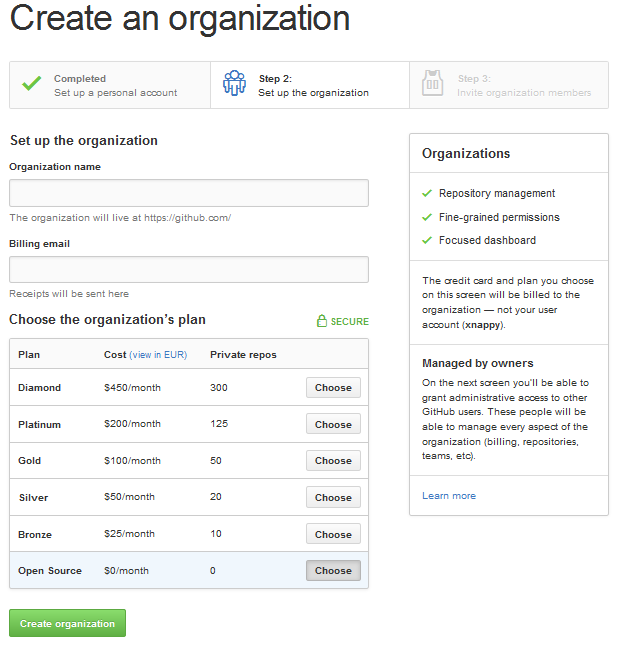 Create an organization
Completed
Set up a personal account
Step 2:
Set up the organization
Step 3:
Invite organization members
Set up the organization
Organization name
The organization will live at https://github.com/
Billing email
Receipts will be sent here
Choose the organization's plan
SECURE
Plan Cost (view in EUR) Private repos
Diamond $450/month 300 Choose
Platinum $200/month 125 Choose
Gold $100/month 50 Choose
Silver $50/month 20 Choose
Bronze $25/month 10 Choose
Open Source $0/month 0 Choose
Create organization
Organizations
Repository management
Fine-grained permissions
Focused dashboard
The credit card and plan you choose
on this screen will be billed to the
organization — not your user
account (xnappy).
Managed by owners
On the next screen you'll be able to
grant administrative access to other
GitHub users. These people will be
able to manage every aspect of the
organization (billing, repositories,
teams, etc).
Learn more